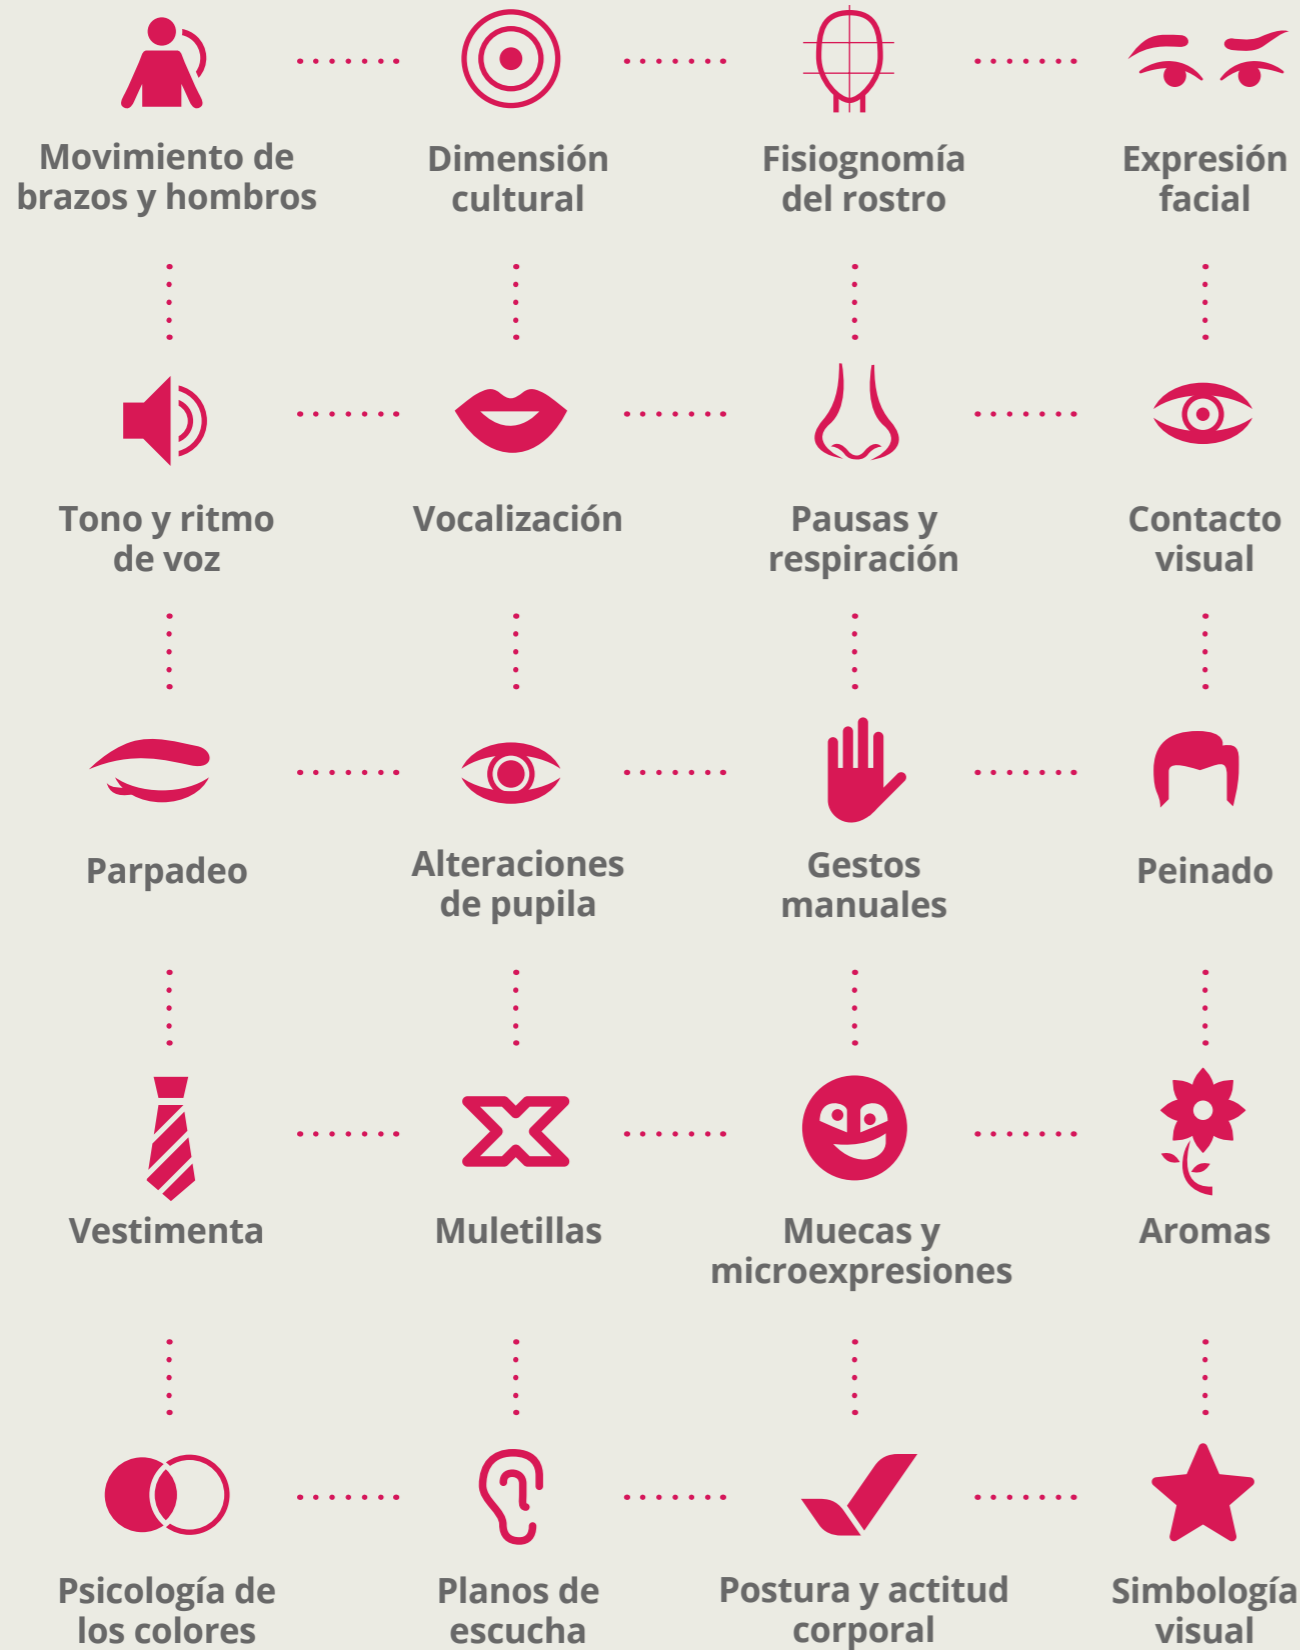 Movimiento de
brazos y hombros
Dimensión
cultural
Fisiognomía
del rostro
Expresión
facial
Tono y ritmo
de voz
Vocalización
Pausas y
respiración
Contacto
visual
Parpadeo
Alteraciones
de pupila
Gestos
manuales
Peinado
Vestimenta
Muletillas
Muecas y
microexpresiones
Aromas
Psicología de
los colores
Planos de
escucha
Postura y actitud
corporal
Simbología
visual